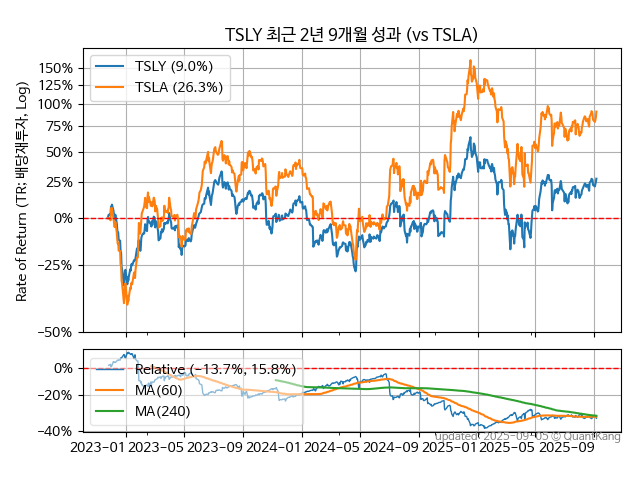 TSLY 최근 2년 9개월 성과 (vs TSLA)
Rate of Return (TR: 배당재투자, Log)
150%
125%
100%
75%
50%
25%
0%
−25%
−50%
TSLY (9.0%)
TSLA (26.3%)
0%
−20%
−40%
Relative (−13.7%, 15.8%)
MA(60)
MA(240)
updated: 2025-09-05 © QuantKang
2023-01 2023-05 2023-09 2024-01 2024-05 2024-09 2025-01 2025-05 2025-09